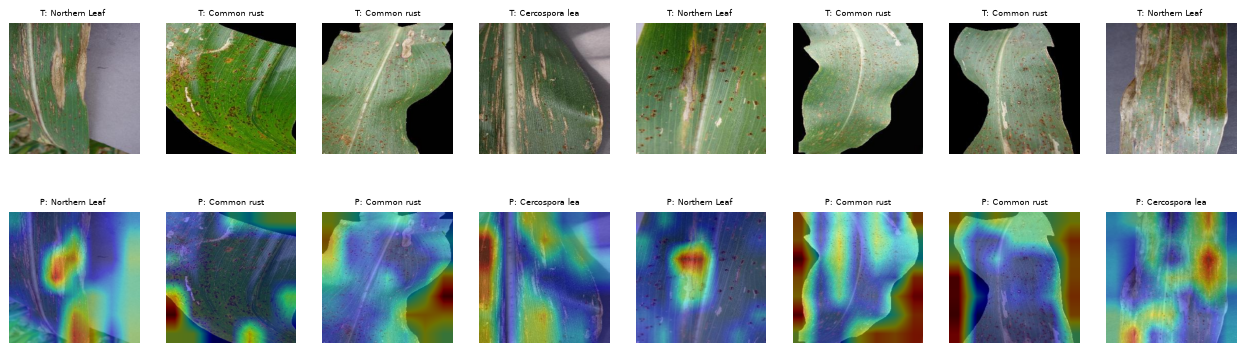 T: Northern Leaf
T: Common rust
T: Common rust
T: Cercospora lea
T: Northern Leaf
T: Common rust
T: Common rust
T: Northern Leaf
P: Northern Leaf
P: Common rust
P: Common rust
P: Cercospora lea
P: Northern Leaf
P: Common rust
P: Common rust
P: Cercospora lea